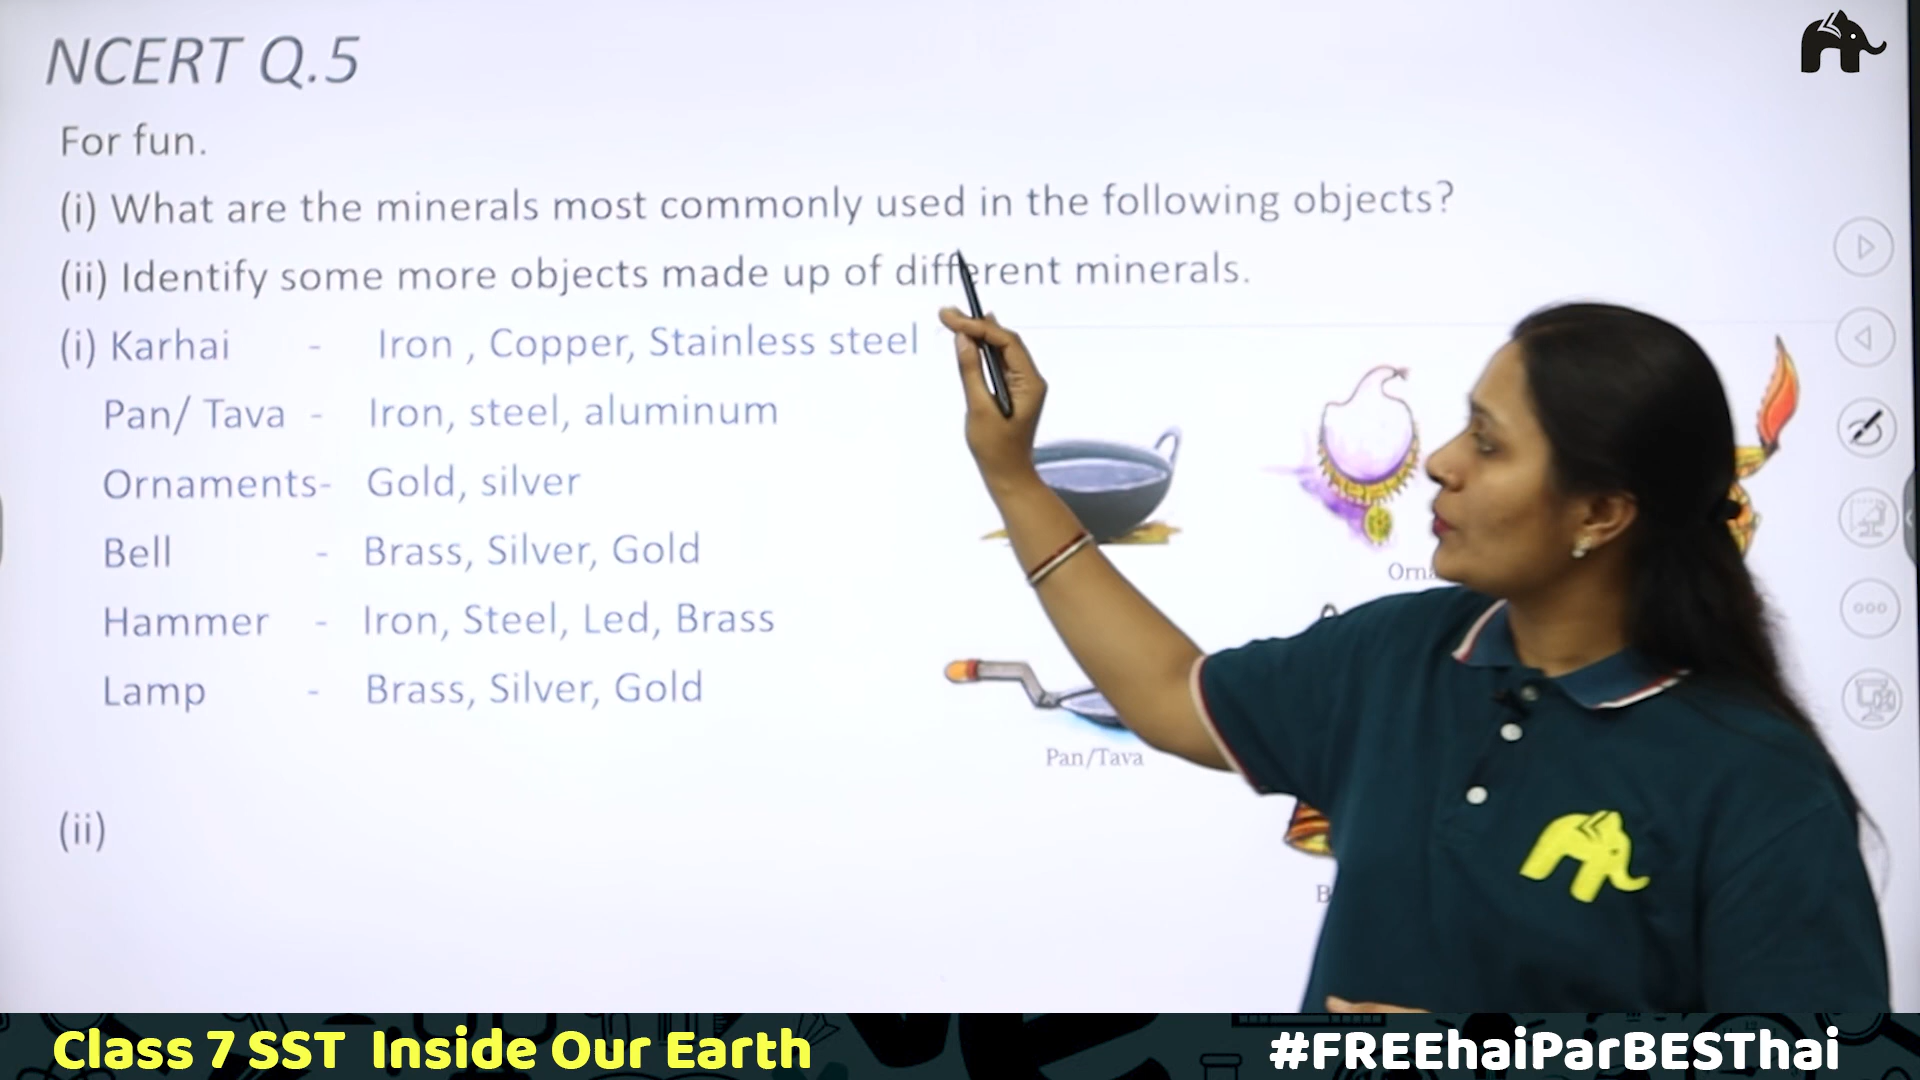 NCERT Q.5
For fun.
(i) What are the minerals most commonly used in the following objects?
(ii) Identify some more objects made up of different minerals.
(i) Karhai - Iron , Copper, Stainless steel
Pan/ Tava - Iron, steel, aluminum
Ornaments- Gold, silver
Bell - Brass, Silver, Gold
Hammer - Iron, Steel, Led, Brass
Lamp - Brass, Silver, Gold
(ii)
Pan/Tava
Class 7 SST Inside Our Earth
#FREEhaiParBESThai